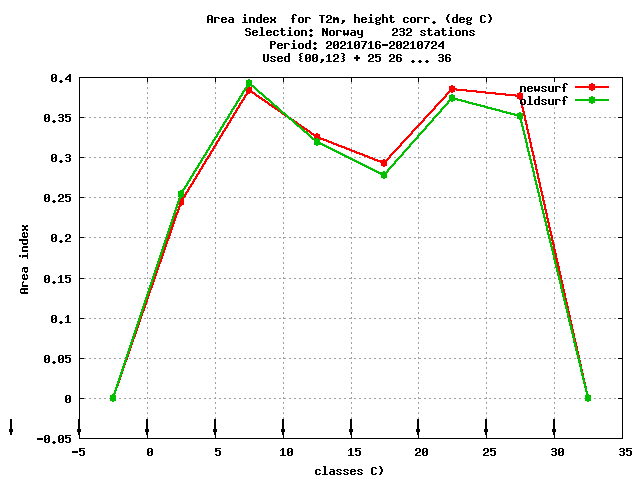 Area index  for T2m, height corr. (deg C)
Selection: Norway    232 stations
Period: 20210716-20210724
Used {00,12} + 25 26 ... 36
newsurf
oldsurf
0.4
0.35
0.3
0.25
0.2
0.15
0.1
0.05
0
-0.05
Area index
-5 0 5 10 15 20 25 30 35
classes C)